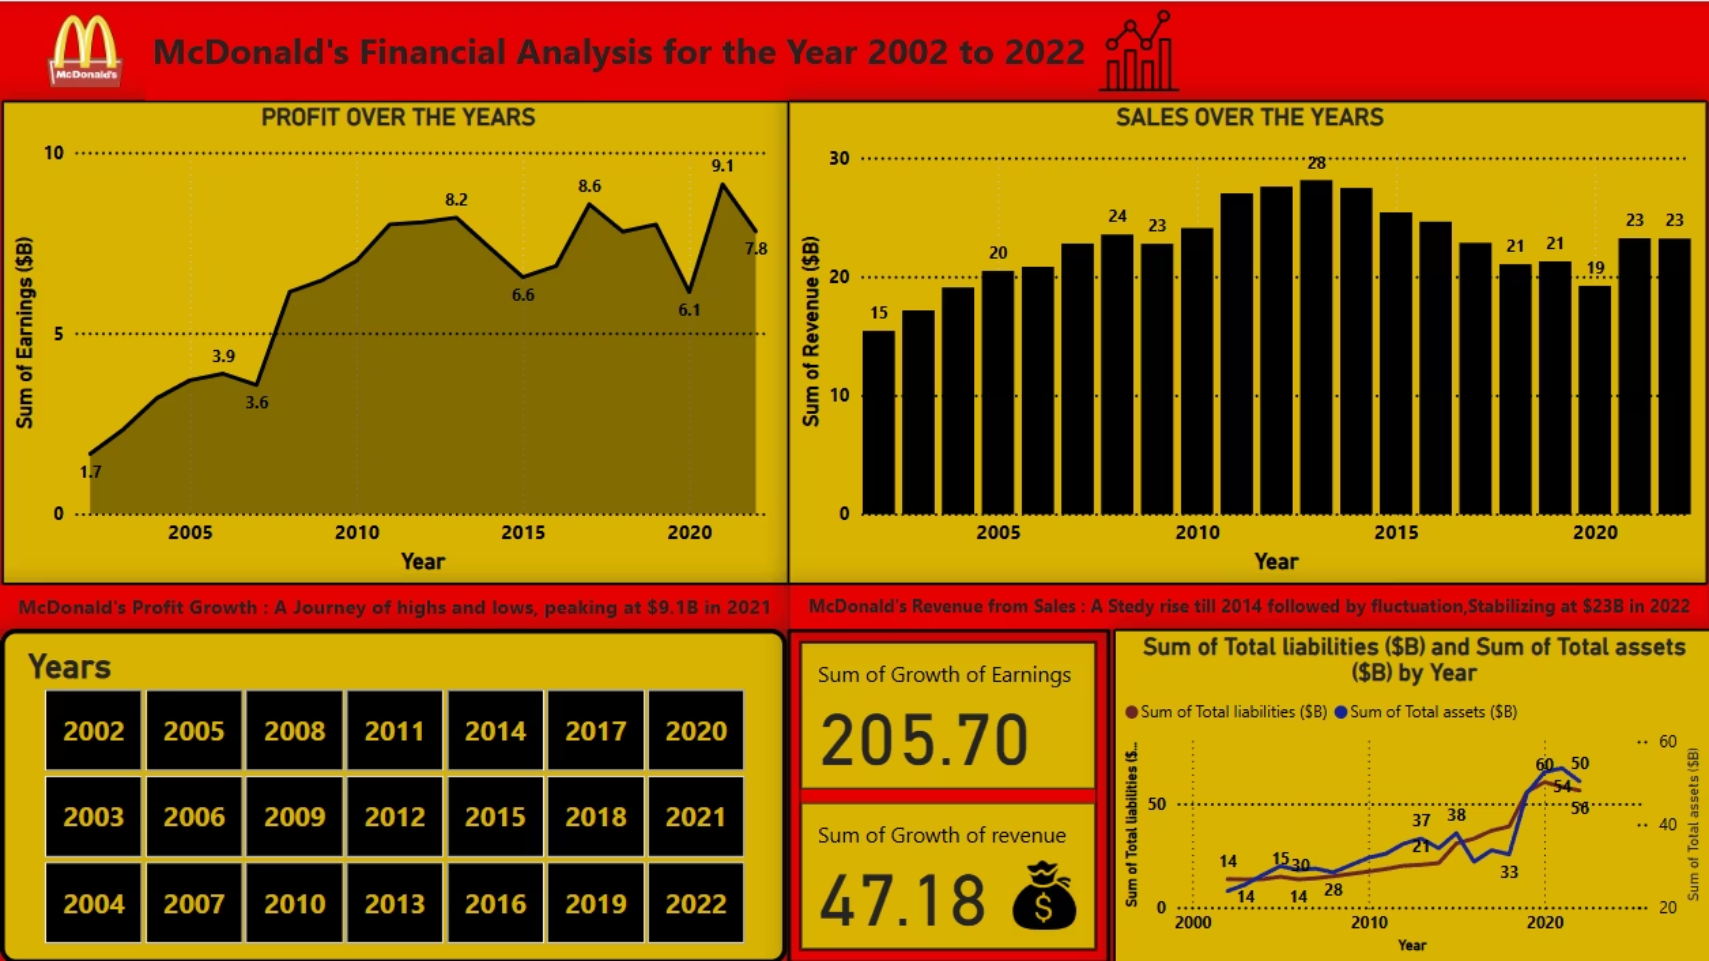 McDonald's
McDonald's Financial Analysis for the Year 2002 to 2022
PROFIT OVER THE YEARS
10
5
0
Sum of Earnings ($B)
1.7
3.9
3.6
8.2
6.6
8.6
6.1
9.1
7.8
2005 2010 2015 2020
Year
SALES OVER THE YEARS
30
20
10
0
Sum of Revenue ($B)
15
20
24
23
28
21
21
19
23
23
2005 2010 2015 2020
Year
McDonald's Profit Growth : A Journey of highs and lows, peaking at $9.1B in 2021
McDonald's Revenue from Sales : A Stedy rise till 2014 followed by fluctuation,Stabilizing at $23B in 2022
Years
2002 2005 2008 2011 2014 2017 2020
2003 2006 2009 2012 2015 2018 2021
2004 2007 2010 2013 2016 2019 2022
Sum of Growth of Earnings
205.70
Sum of Growth of revenue
47.18
$
Sum of Total liabilities ($B) and Sum of Total assets
($B) by Year
Sum of Total liabilities ($B) Sum of Total assets ($B)
Sum of Total liabilities ($...
50
0
14
14
15
30
14
28
37
21
38
33
60
50
54
56
60
40
20
Sum of Total assets ($B)
2000 2010 2020
Year